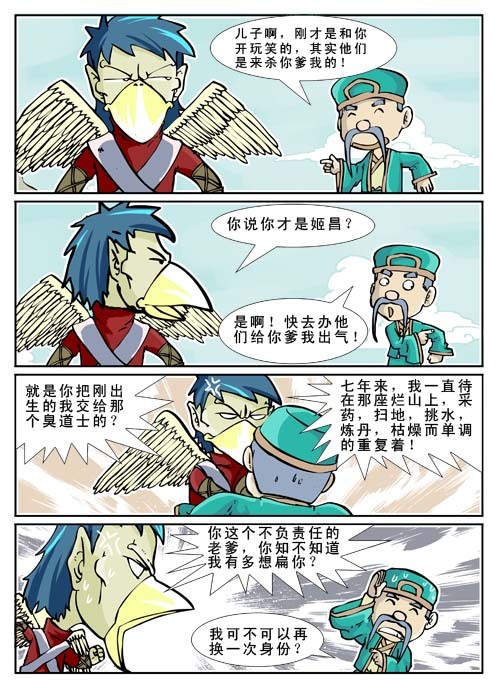 儿子啊，刚才是和你
开玩笑的，其实他们
是来杀你爹我的！
你说你才是姬昌？
是啊！快去办他
们给你爹我出气！
就是你把刚出
生的我交给那
个臭道士的？
七年来，我一直待
在那座烂山上，采
药，扫地，挑水，
炼丹，枯燥而单调
的重复着！
你这个不负责任的
老爹，你知不知道
我有多想扁你？
我可不可以再
换一次身份？